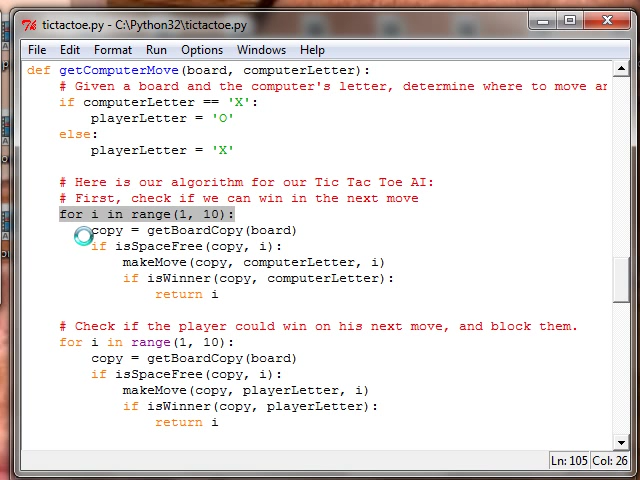 tictactoe.py - C:\Python32\tictactoe.py
File Edit Format Run Options Windows Help
def getComputerMove(board, computerLetter):
# Given a board and the computer's letter, determine where to move
if computerLetter == 'X':
playerLetter = 'O'
else:
playerLetter = 'X'
# Here is our algorithm for our Tic Tac Toe AI:
# First, check if we can win in the next move
for i in range(1, 10):
copy = getBoardCopy(board)
if isSpaceFree(copy, i):
makeMove(copy, computerLetter, i)
if isWinner(copy, computerLetter):
return i
# Check if the player could win on his next move, and block them.
for i in range(1, 10):
copy = getBoardCopy(board)
if isSpaceFree(copy, i):
makeMove(copy, playerLetter, i)
if isWinner(copy, playerLetter):
return i
Ln: 105 Col: 26